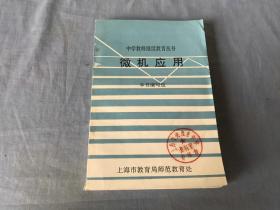 中学教师继续教育丛书
微机应用
本书编写组
上海市教育局师范教育处